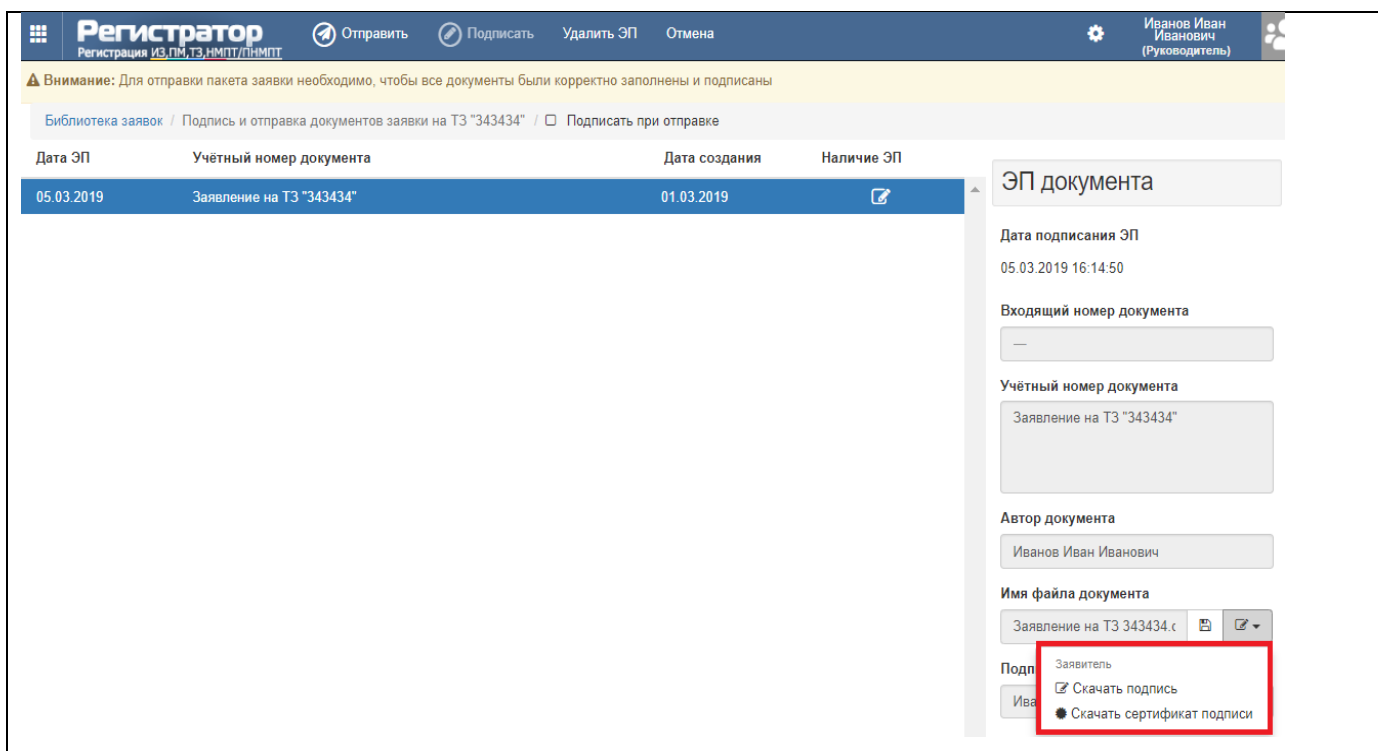 Регистратор
Регистрация ИЗ,ПМ,ТЗ,НМПТ/ПНМПТ
Отправить
Подписать
Удалить ЭП
Отмена
Иванов Иван
Иванович
(Руководитель)
Внимание: Для отправки пакета заявки необходимо, чтобы все документы были корректно заполнены и подписаны
Библиотека заявок / Подпись и отправка документов заявки на ТЗ "343434" / Подписать при отправке
Дата ЭП Учётный номер документа Дата создания Наличие ЭП
05.03.2019 Заявление на ТЗ "343434" 01.03.2019
ЭП документа
Дата подписания ЭП
05.03.2019 16:14:50
Входящий номер документа
—
Учётный номер документа
Заявление на ТЗ "343434"
Автор документа
Иванов Иван Иванович
Имя файла документа
Заявление на ТЗ 343434.
Подп
Ива
Заявитель
Скачать подпись
Скачать сертификат подписи